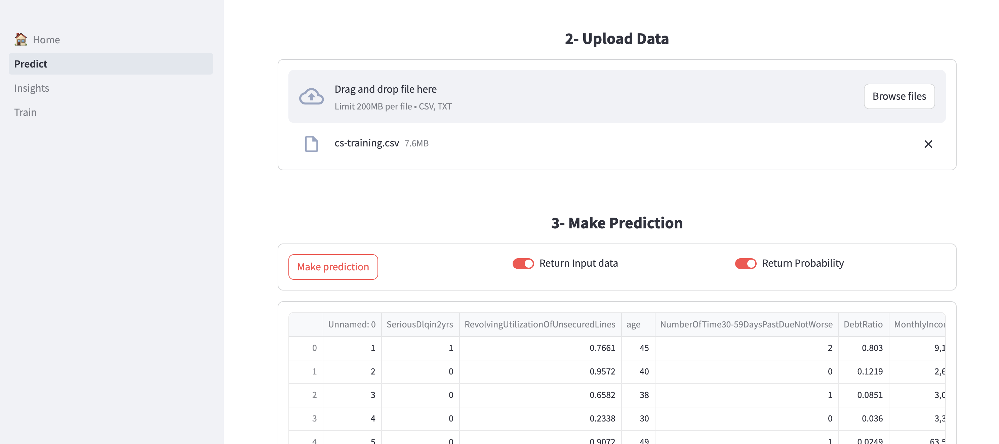 Home
Predict
Insights
Train
2- Upload Data
Drag and drop file here
Limit 200MB per file • CSV, TXT
Browse files
cs-training.csv 7.6MB
3- Make Prediction
Make prediction
Return Input data
Return Probability
Unnamed: 0 SeriousDlqin2yrs RevolvingUtilizationOfUnsecuredLines age NumberOfTime30-59DaysPastDueNotWorse DebtRatio MonthlyIncor
0 1 1 0.7661 45 2 0.803 9,1
1 2 0 0.9572 40 0 0.1219 2,6
2 3 0 0.6582 38 1 0.0851 3,0
3 4 0 0.2338 30 0 0.036 3,3
4 5 0 0.9072 49 1 0.0249 63,5